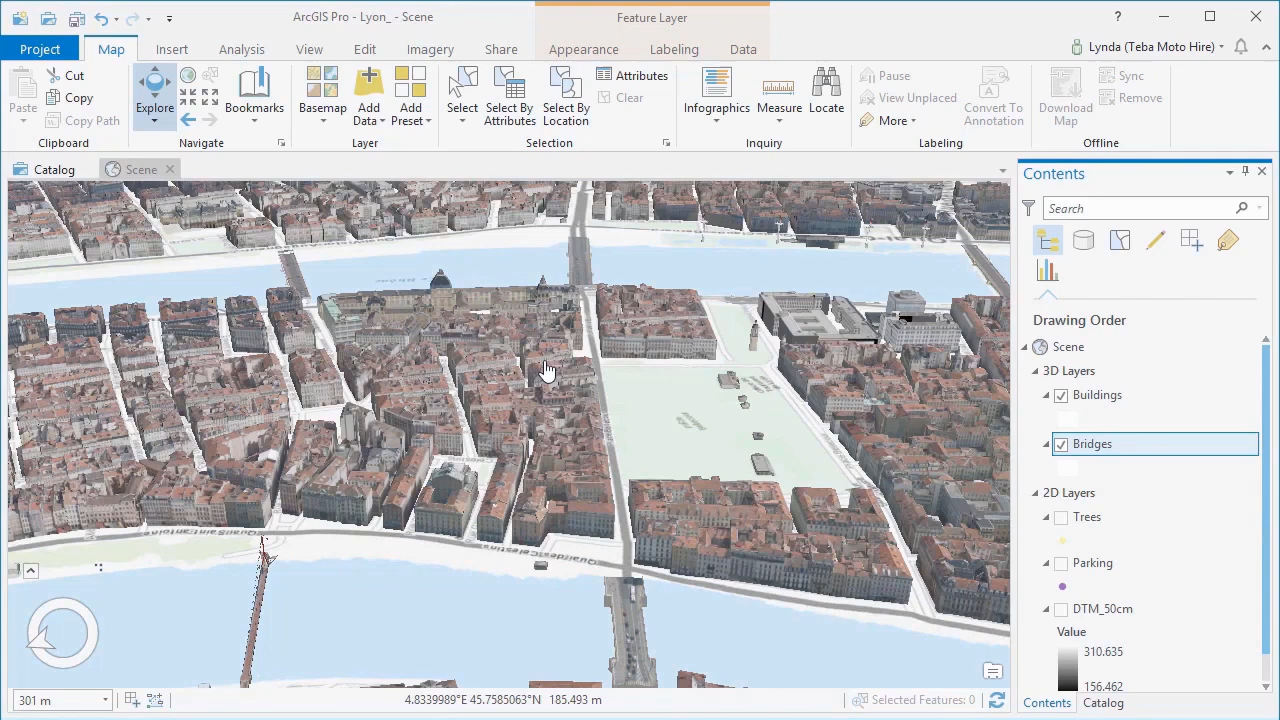 ArcGIS Pro - Lyon_ - Scene
Feature Layer
?
Project
Map
Insert
Analysis
View
Edit
Imagery
Share
Appearance
Labeling
Data
Lynda (Teba Moto Hire)
Paste
Cut
Copy
Copy Path
Clipboard
Explore
Bookmarks
Navigate
Basemap
Add
Data
Add
Preset
Layer
Select
Select By
Attributes
Select By
Location
Attributes
Clear
Selection
Infographics
Measure
Locate
Inquiry
Pause
View Unplaced
More
Convert To
Annotation
Labeling
Download
Map
Sync
Remove
Offline
Catalog
Scene
Contents
Search
Drawing Order
Scene
3D Layers
Buildings
Bridges
2D Layers
Trees
Parking
DTM_50cm
Value
310.635
156.462
Contents
Catalog
301 m
4.8339989°E 45.7585063°N 185.493 m
Selected Features: 0